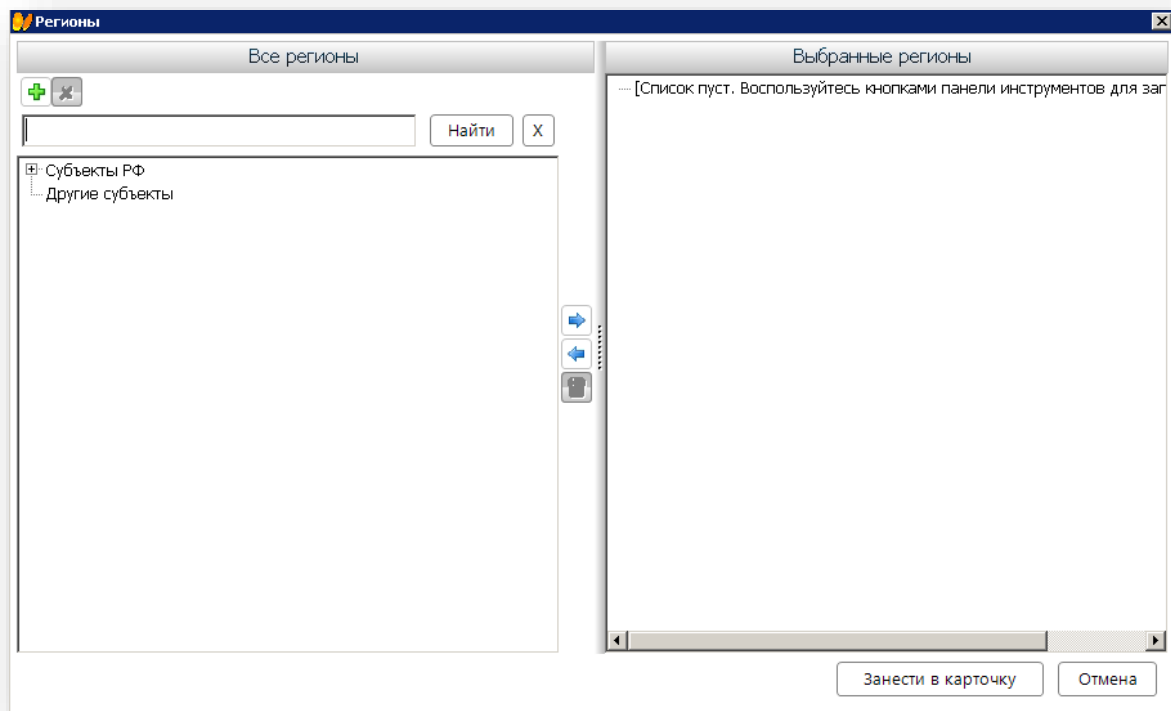 Регионы
Все регионы
Выбранные регионы
[Список пуст. Воспользуйтесь кнопками панели инструментов для
Найти
X
Субъекты РФ
Другие субъекты
Занести в карточку
Отмена